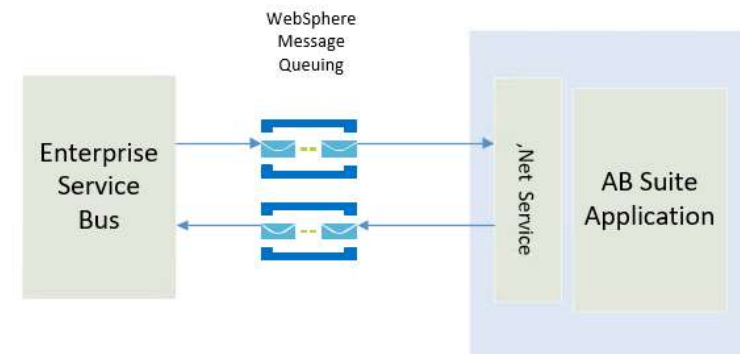 WebSphere
Message
Queuing
Enterprise
Service
Bus
,Net Service
AB Suite
Application